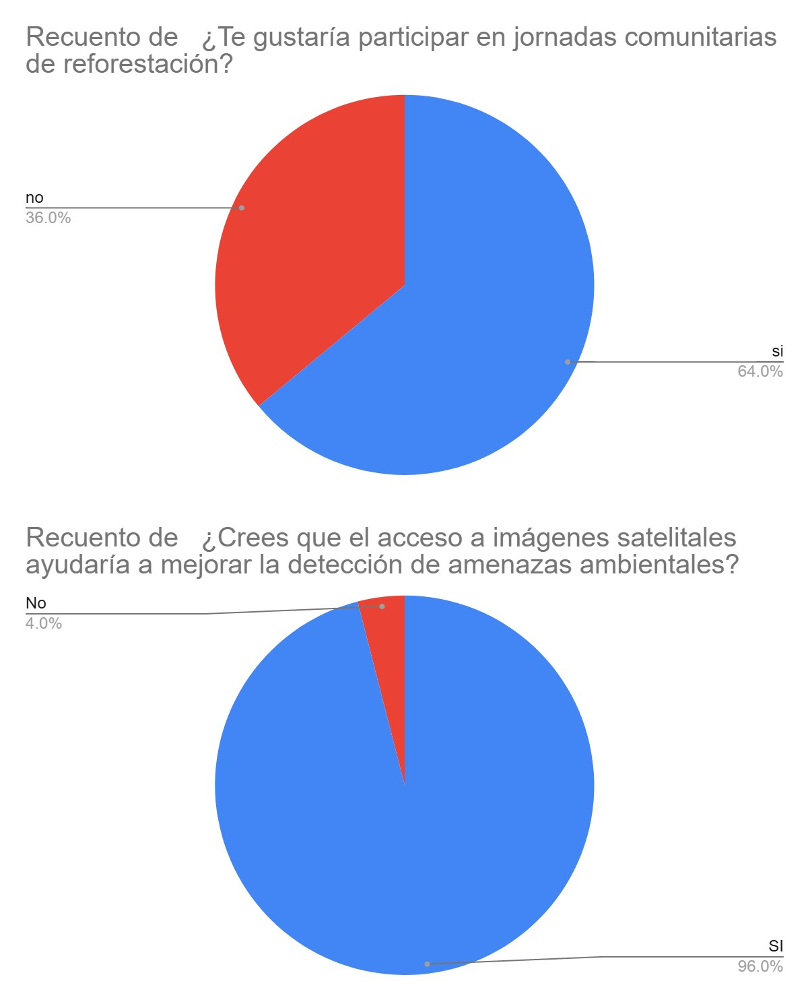 Recuento de   ¿Te gustaría participar en jornadas comunitarias
de reforestación?
no
36.0%
si
64.0%
Recuento de   ¿Crees que el acceso a imágenes satelitales
ayudaría a mejorar la detección de amenazas ambientales?
No
4.0%
SI
96.0%